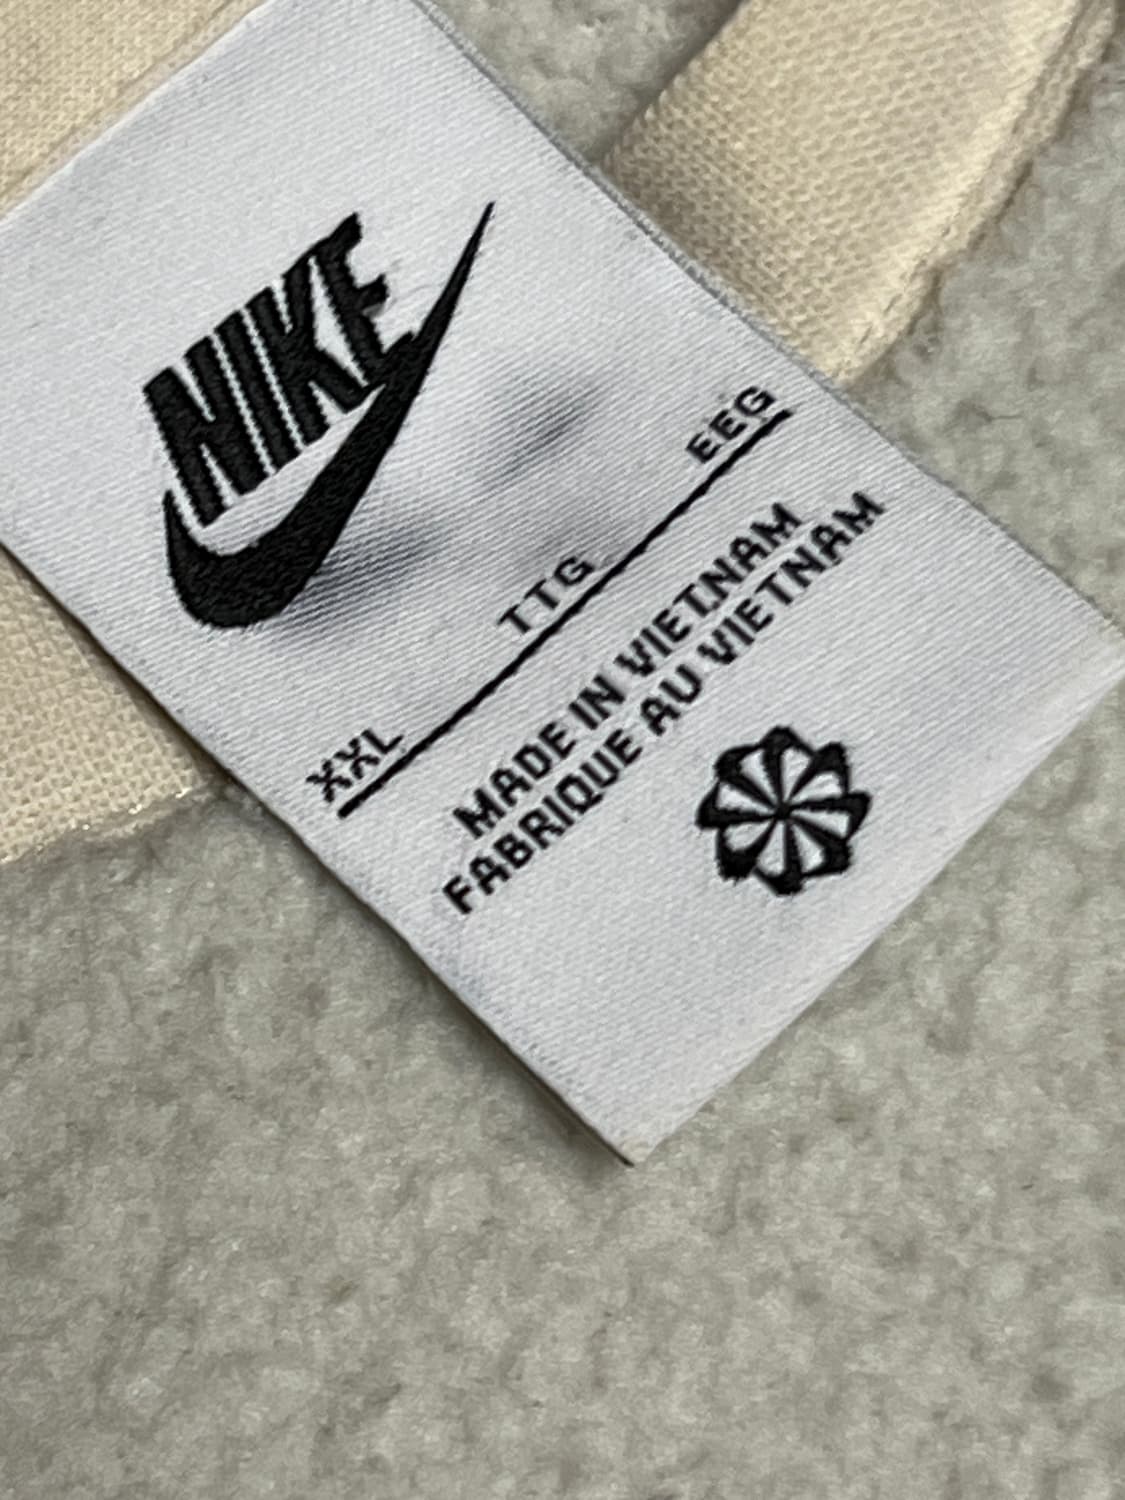 NIKE
XXL TTG EEG
MADE IN VIETNAM
FABRIQUE AU VIETNAM